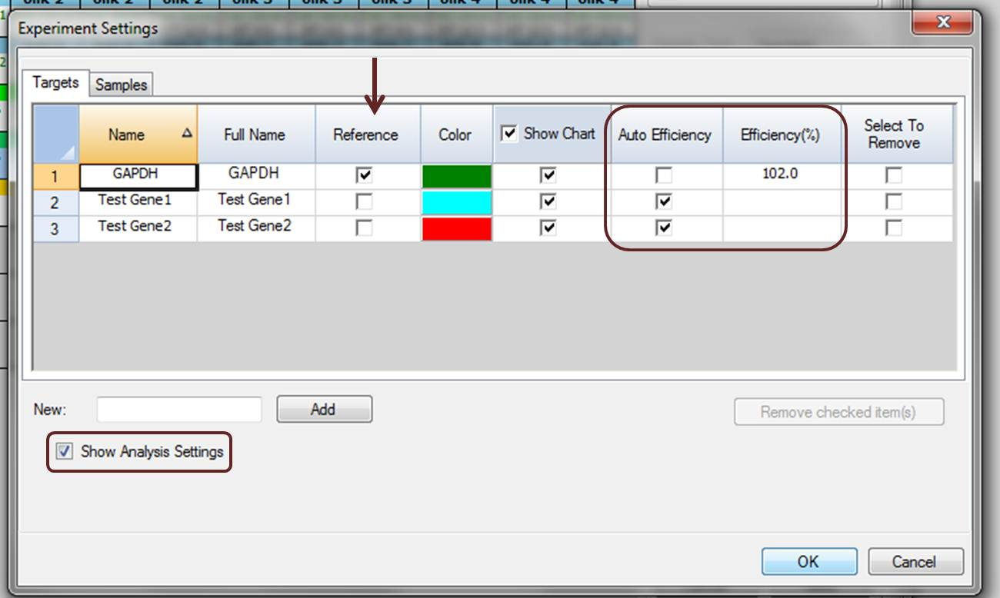 Experiment Settings
X
Targets Samples
Name Full Name Reference Color Show Chart Auto Efficiency Efficiency(%) Select To Remove
1 GAPDH GAPDH 102.0
2 Test Gene1 Test Gene1
3 Test Gene2 Test Gene2
New: Add Remove checked item(s)
Show Analysis Settings
OK Cancel